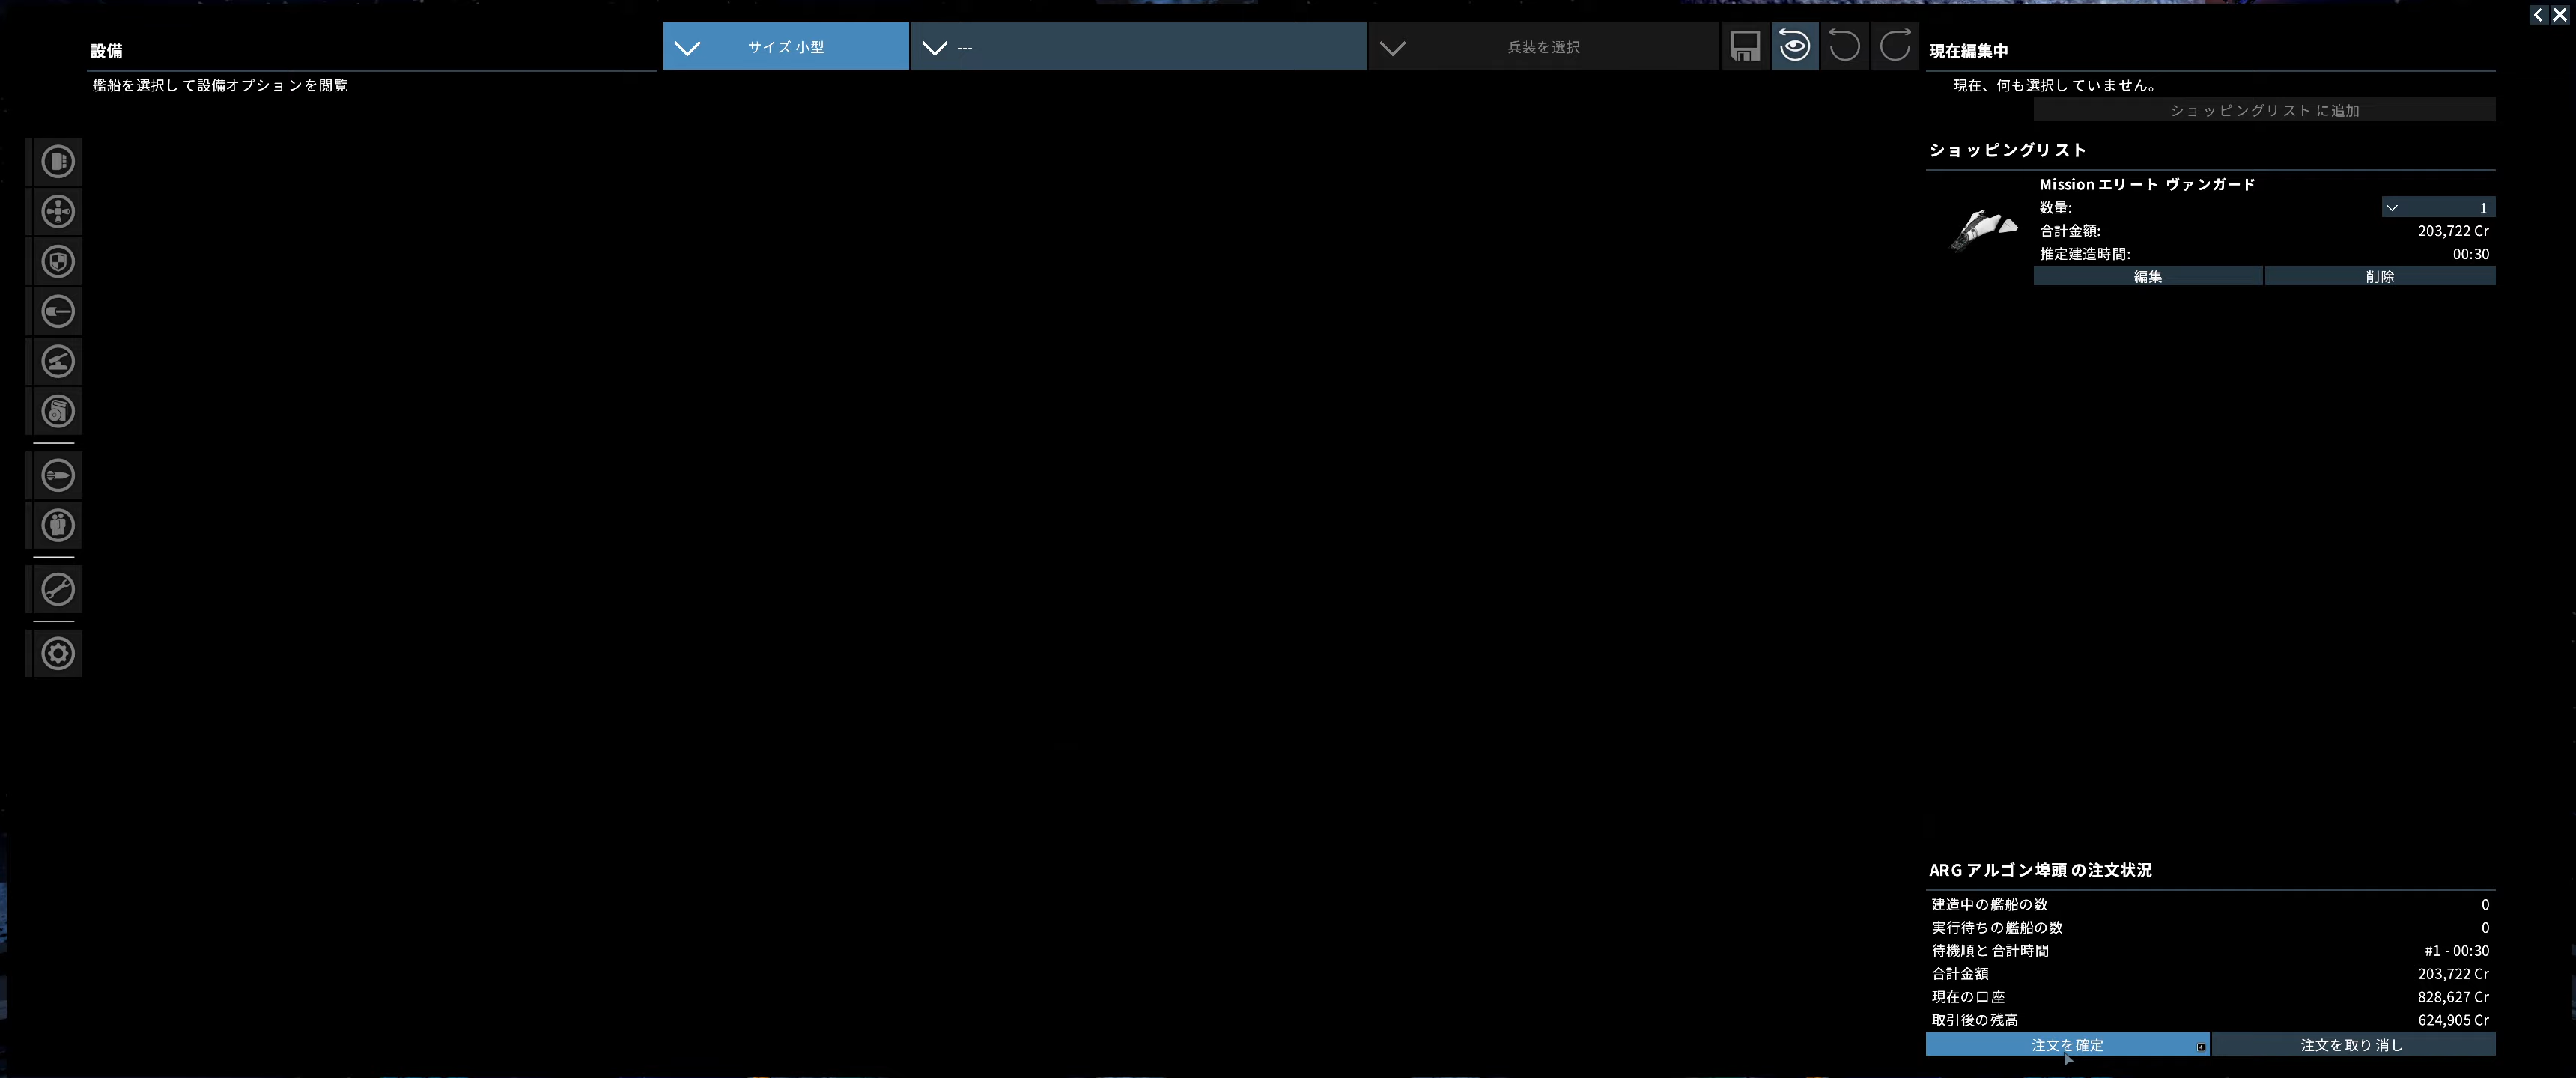 設備
艦船を選択して設備オプションを閲覧
サイズ 小型
---
兵装を選択
現在編集中
現在、何も選択していません。
ショッピングリスト に追加
ショッピングリスト
Mission エリート ヴァンガード
数量:
1
合計金額:
203,722 Cr
推定建造時間:
00:30
編集
削除
ARG アルゴン埠頭 の注文状況
建造中の艦船の数
0
実行待ちの艦船の数
0
待機順と 合計時間
#1 - 00:30
合計金額
203,722 Cr
現在の口座
828,627 Cr
取引後の残高
624,905 Cr
注文を確定
注文を取り消し